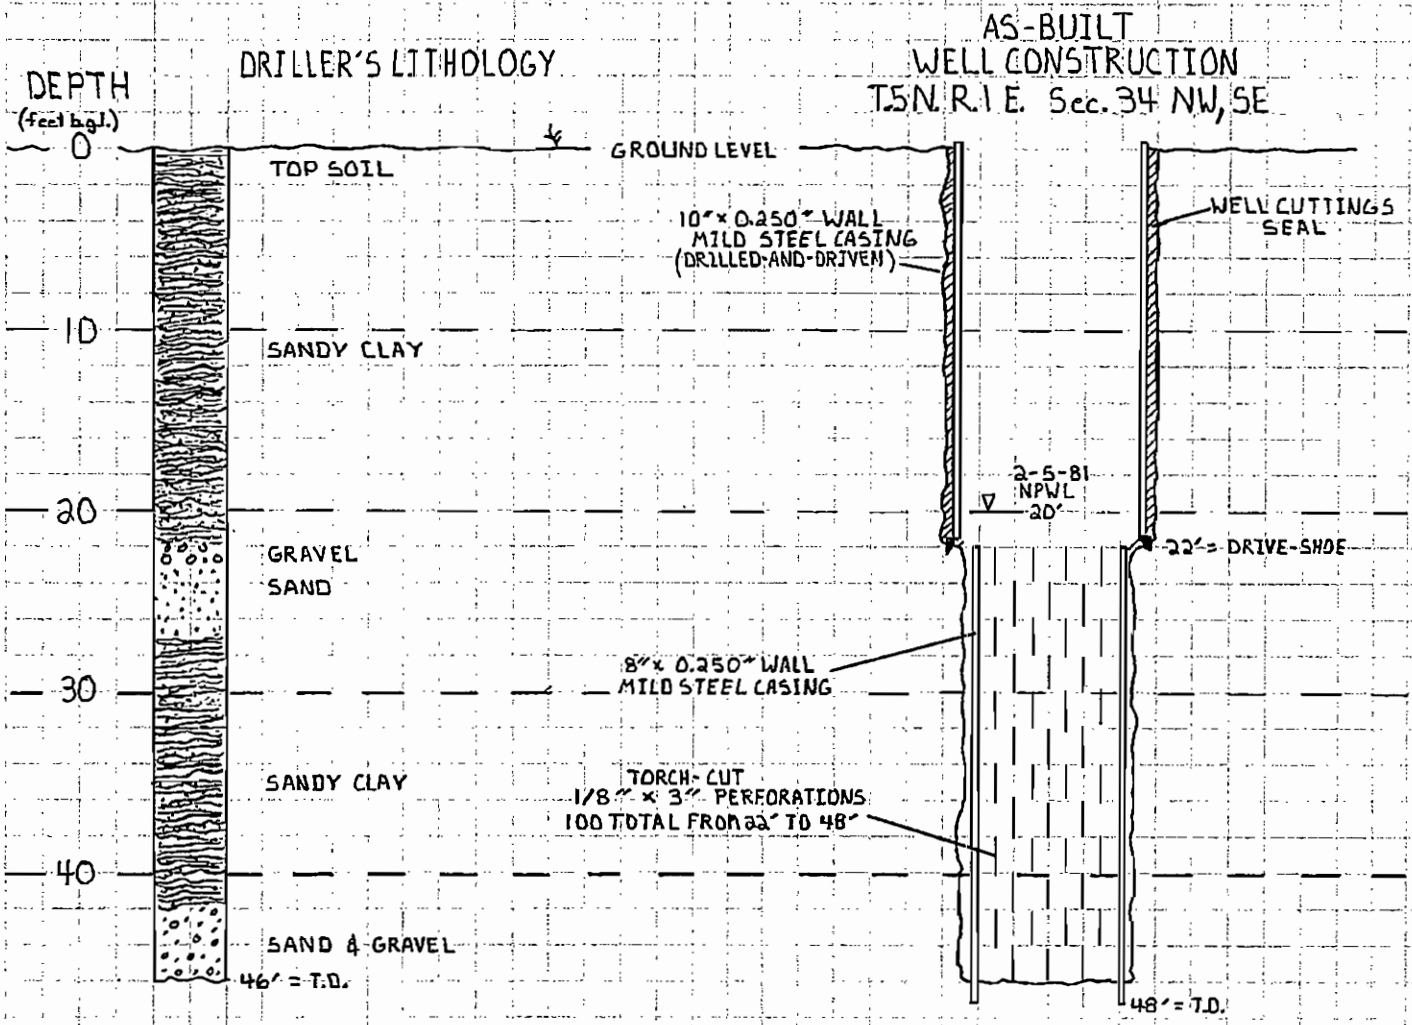 DRILLER'S LITHOLOGY
AS-BUILT
WELL CONSTRUCTION
T.5N. R.1 E. Sec. 34 NW, SE
DEPTH
(feet b.g.l.)
0
GROUND LEVEL
TOP SOIL
10" x 0.250" WALL
MILD STEEL CASING
(DRILLED-AND-DRIVEN)
WELL CUTTINGS
SEAL
10
SANDY CLAY
2-5-81
NPWL
20'
20
GRAVEL
SAND
22' = DRIVE-SHOE
8" x 0.250" WALL
MILD STEEL CASING
30
SANDY CLAY
TORCH-CUT
1/8" x 3" PERFORATIONS
100 TOTAL FROM 22' TO 48'
40
SAND & GRAVEL
46' = T.D.
48' = T.D.